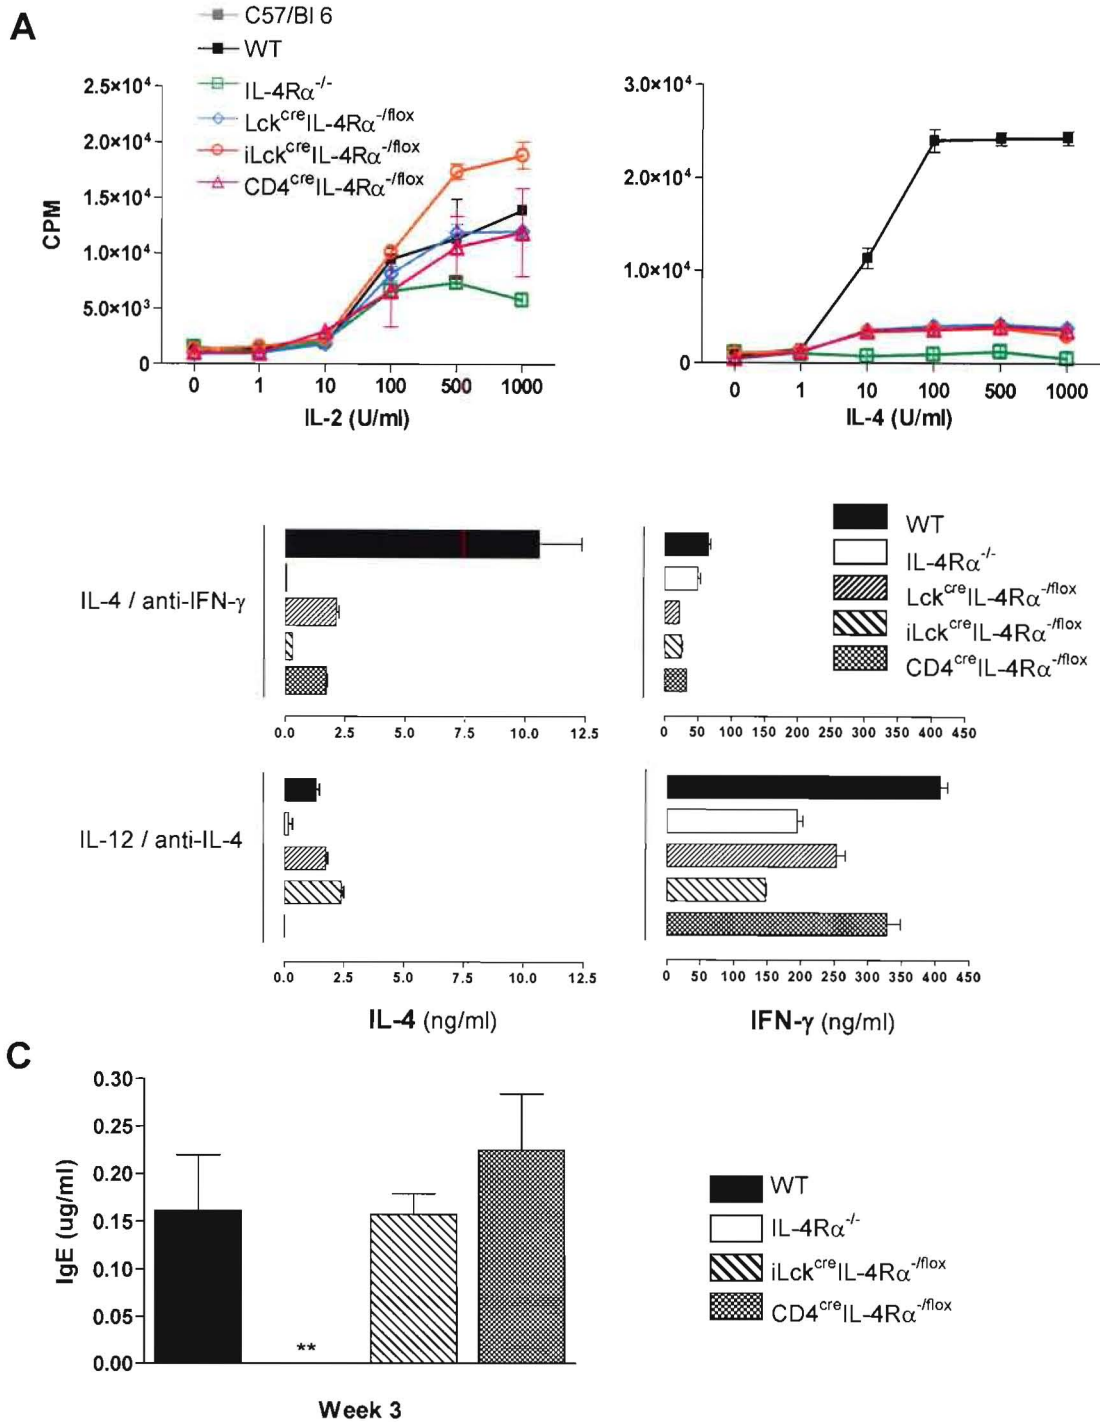 A
C57/Bl 6
WT
IL-4Rα-/-
LckcreIL-4Rα-/flox
iLckcreIL-4Rα-/flox
CD4creIL-4Rα-/flox
CPM
2.5×10⁴
2.0×10⁴
1.5×10⁴
1.0×10⁴
5.0×10³
0
0 1 10 100 500 1000
IL-2 (U/ml)
3.0×10⁴
2.0×10⁴
1.0×10⁴
0
0 1 10 100 500 1000
IL-4 (U/ml)
IL-4 / anti-IFN-γ
0.0 2.5 5.0 7.5 10.0 12.5
0 50 100 150 200 250 300 350 400 450
WT
IL-4Rα-/-
LckcreIL-4Rα-/flox
iLckcreIL-4Rα-/flox
CD4creIL-4Rα-/flox
IL-12 / anti-IL-4
0.0 2.5 5.0 7.5 10.0 12.5
0 50 100 150 200 250 300 350 400 450
IL-4 (ng/ml)
IFN-γ (ng/ml)
C
IgE (ug/ml)
0.30
0.25
0.20
0.15
0.10
0.05
0.00
**
Week 3
WT
IL-4Rα-/-
iLckcreIL-4Rα-/flox
CD4creIL-4Rα-/flox